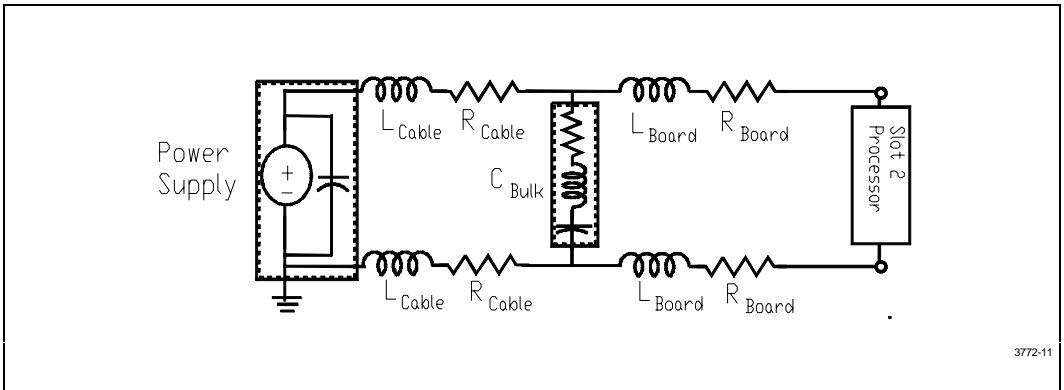 L Cable
R Cable
L Board
R Board
Power
Supply
+
-
C Bulk
Slot 2
Processor
L Cable
R Cable
L Board
R Board
3772-11